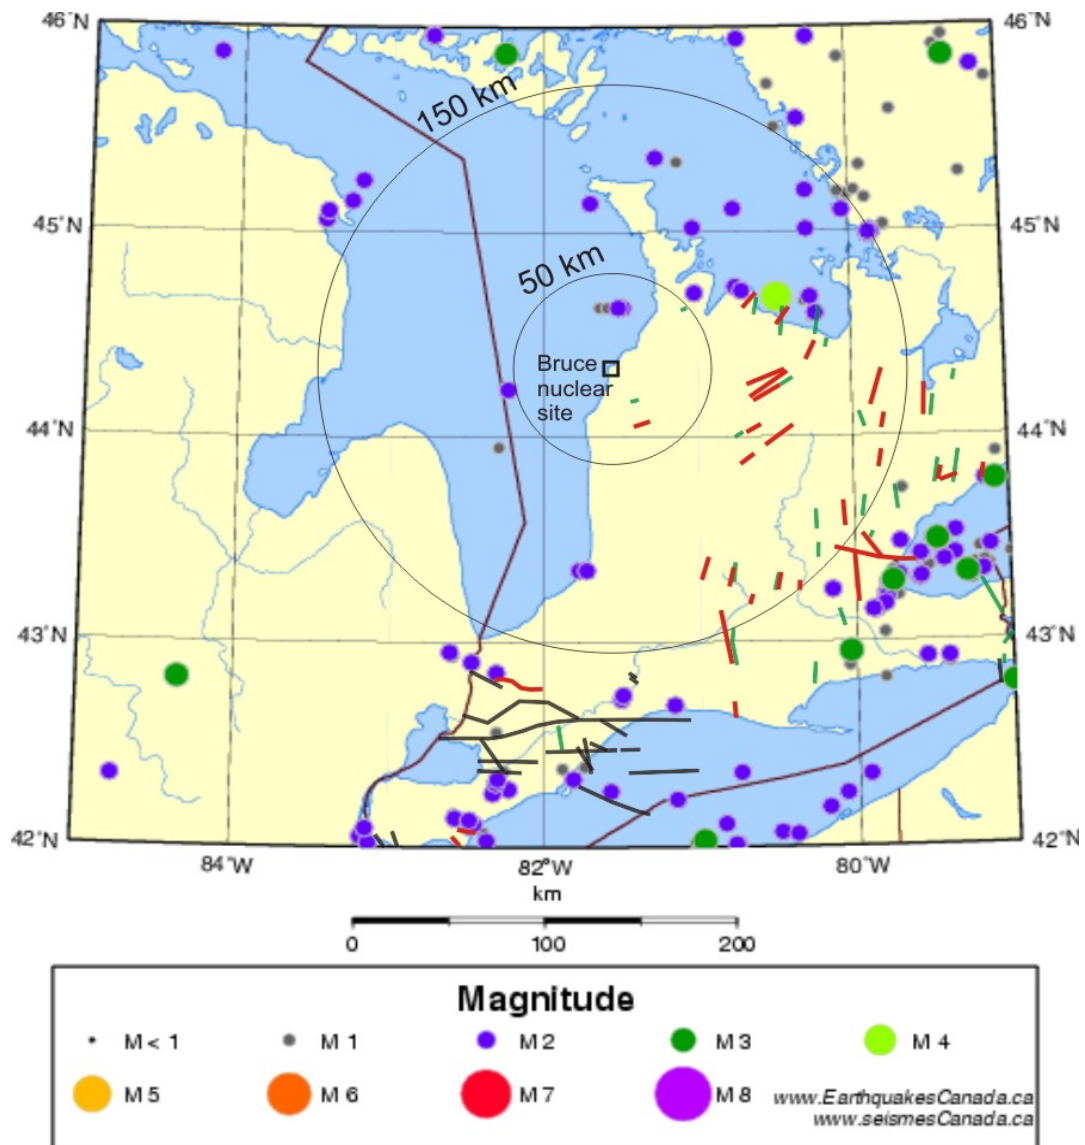 46°N
46°N
150 km
45°N
45°N
50 km
Bruce
nuclear
site
44°N
44°N
43°N
43°N
42°N
42°N
84°W
82°W
80°W
km
0
100
200
Magnitude
M < 1
M 1
M 2
M 3
M 4
M 5
M 6
M 7
M 8
www.EarthquakesCanada.ca
www.seismesCanada.ca